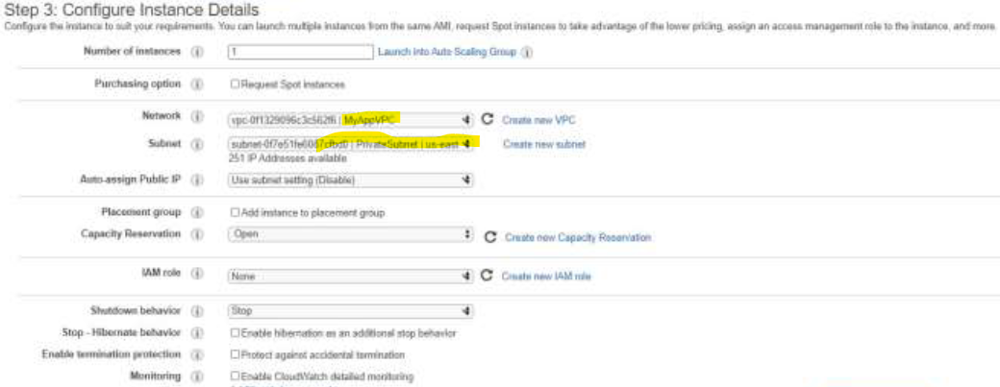 Step 3: Configure Instance Details
Configure the instance to suit your requirements. You can launch multiple instances from the same AMI, request Spot instances to take advantage of the lower pricing, assign an access management role to the instance, and more.
Number of instances 1 Launch into Auto Scaling Group
Purchasing option Request Spot instances
Network MyAppVPC Create new VPC
Subnet PrivateSubnet | us-east Create new subnet
251 IP Addresses available
Auto-assign Public IP Use subnet setting (Disable)
Placement group Add instance to placement group
Capacity Reservation Open Create new Capacity Reservation
IAM role None Create new IAM role
Shutdown behavior Stop
Stop - Hibernate behavior Enable hibernation as an additional stop behavior
Enable termination protection Protect against accidental termination
Monitoring Enable CloudWatch detailed monitoring